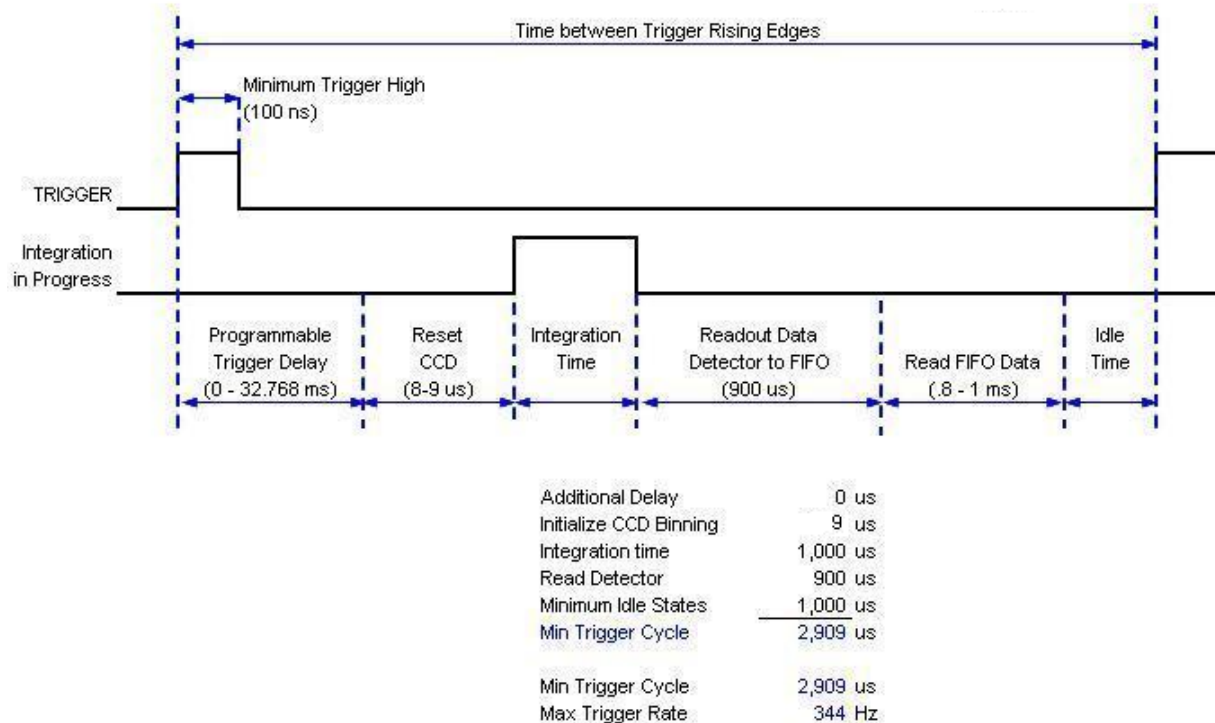 Time between Trigger Rising Edges
Minimum Trigger High
(100 ns)
TRIGGER
Integration
in Progress
Programmable
Trigger Delay
(0 - 32.768 ms)
Reset
CCD
(8-9 us)
Integration
Time
Readout Data
Detector to FIFO
(900 us)
Read FIFO Data
(.8 - 1 ms)
Idle
Time
Additional Delay 0 us
Initialize CCD Binning 9 us
Integration time 1,000 us
Read Detector 900 us
Minimum Idle States 1,000 us
Min Trigger Cycle 2,909 us
Min Trigger Cycle 2,909 us
Max Trigger Rate 344 Hz